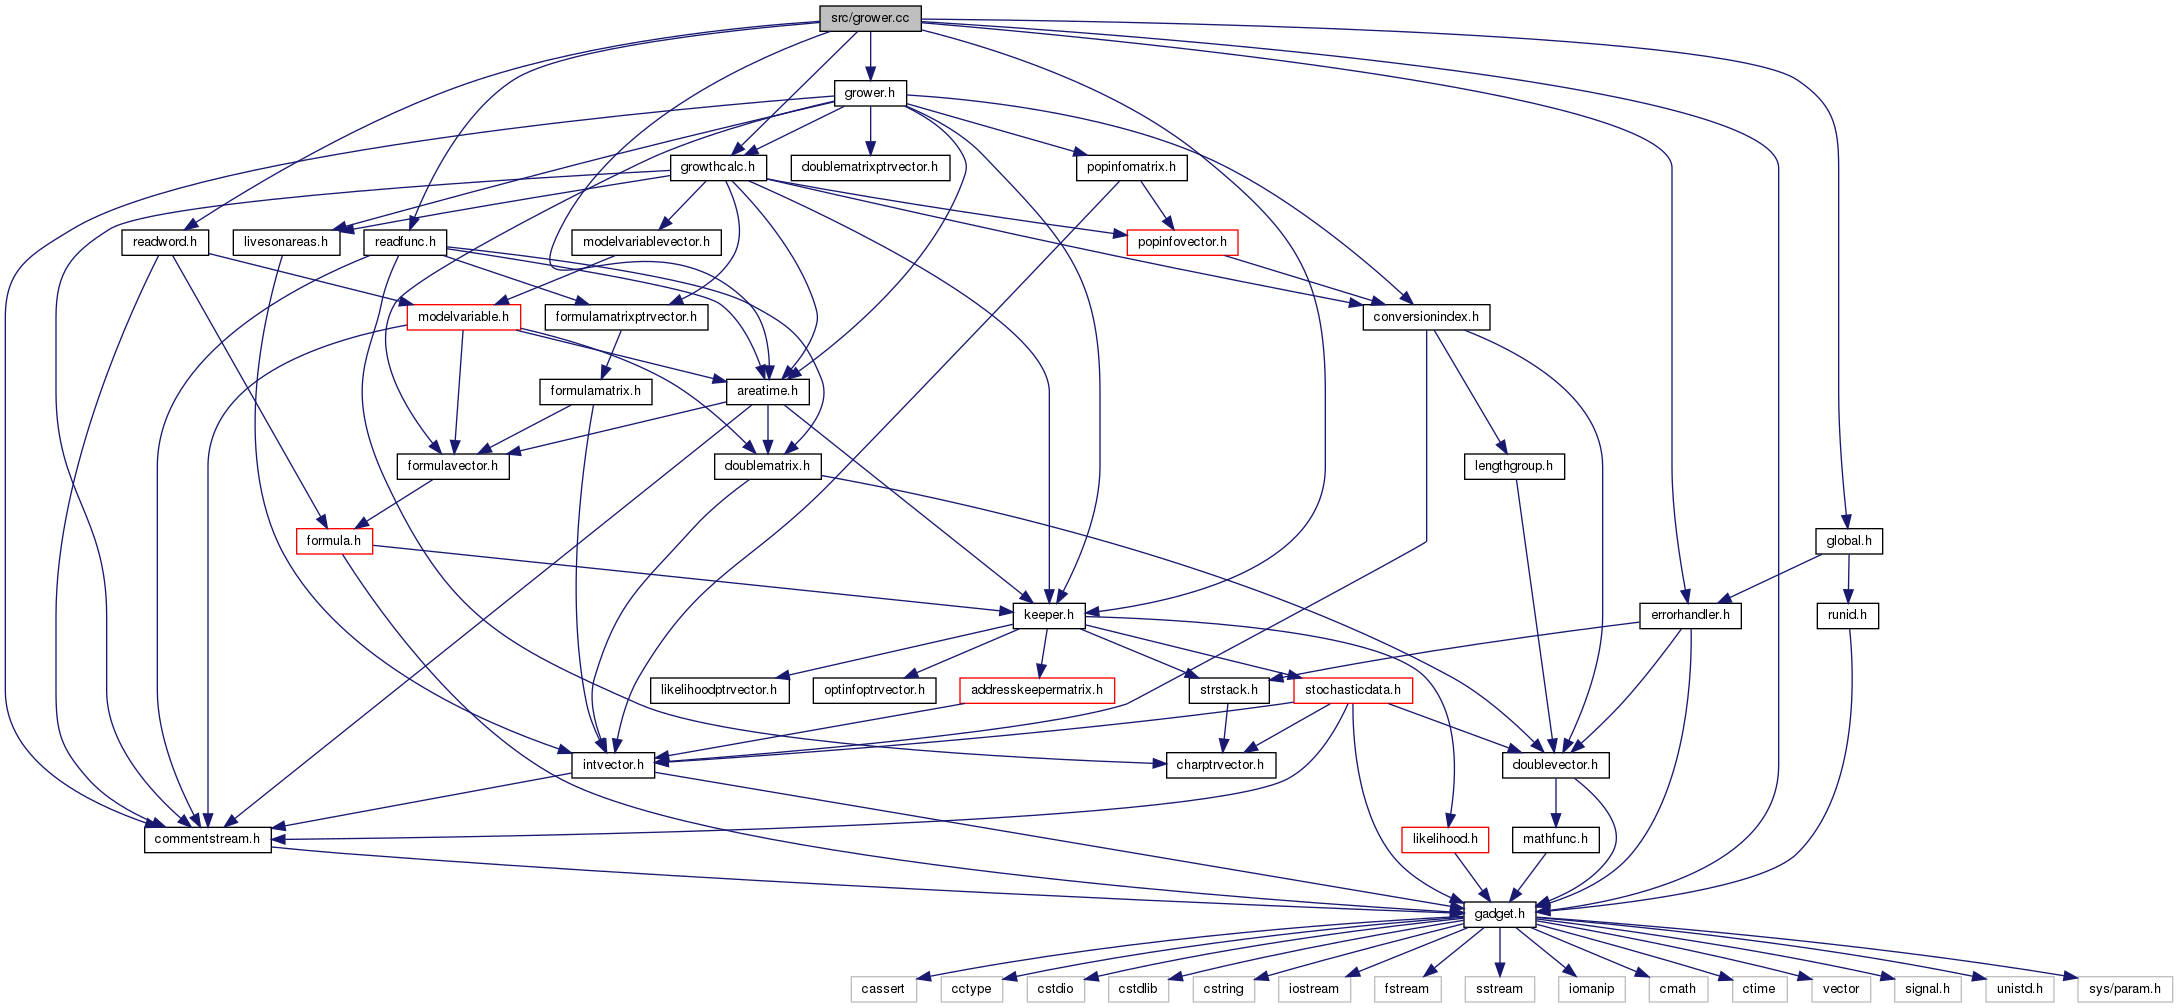 src/grower.cc
grower.h
growthcalc.h
doublematrixptrvector.h
popinfomatrix.h
readword.h
livesonareas.h
readfunc.h
modelvariablevector.h
popinfovector.h
modelvariable.h
formulamatrixptrvector.h
conversionindex.h
formulamatrix.h
areatime.h
formulavector.h
doublematrix.h
lengthgroup.h
formula.h
global.h
keeper.h
errorhandler.h
runid.h
likelihoodptrvector.h
optinfoptrvector.h
addresskeepermatrix.h
strstack.h
stochasticdata.h
intvector.h
charptrvector.h
doublevector.h
commentstream.h
likelihood.h
mathfunc.h
gadget.h
cassert
cctype
cstdio
cstdlib
cstring
iostream
fstream
sstream
iomanip
cmath
ctime
vector
signal.h
unistd.h
sys/param.h